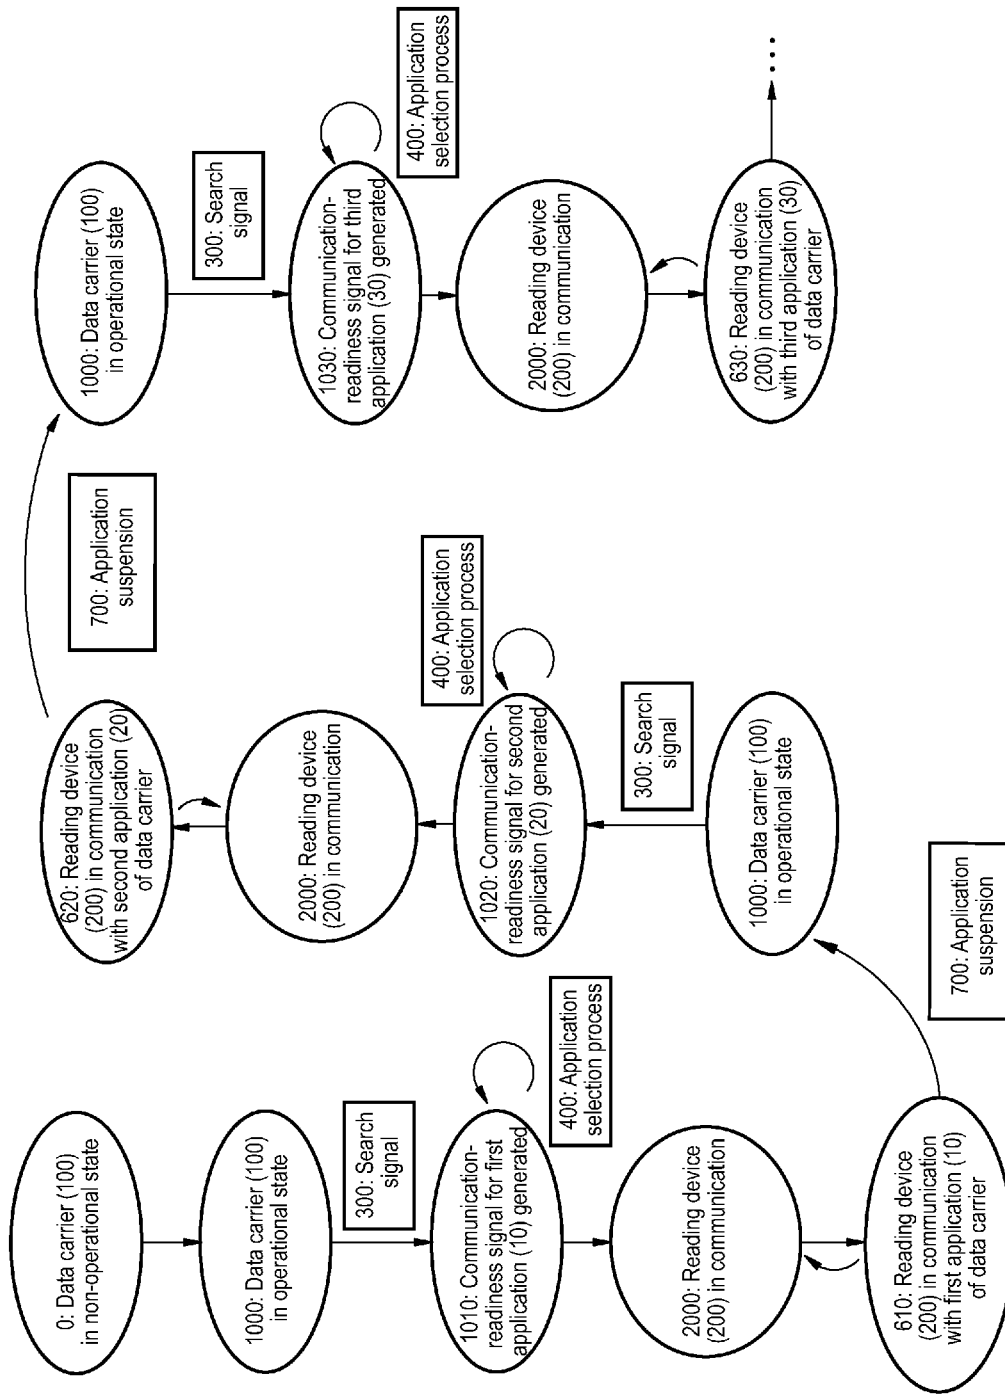 0: Data carrier (100)
in non-operational state
1000: Data carrier (100)
in operational state
300: Search
signal
1010: Communication-
readiness signal for first
application (10) generated
400: Application
selection process
2000: Reading device
(200) in communication
610: Reading device
(200) in communication
with first application (10)
of data carrier
700: Application
suspension
1000: Data carrier (100)
in operational state
300: Search
signal
1020: Communication-
readiness signal for second
application (20) generated
400: Application
selection process
2000: Reading device
(200) in communication
620: Reading device
(200) in communication
with second application (20)
of data carrier
700: Application
suspension
1000: Data carrier (100)
in operational state
300: Search
signal
1030: Communication-
readiness signal for third
application (30) generated
400: Application
selection process
2000: Reading device
(200) in communication
630: Reading device
(200) in communication
with third application (30)
of data carrier
...